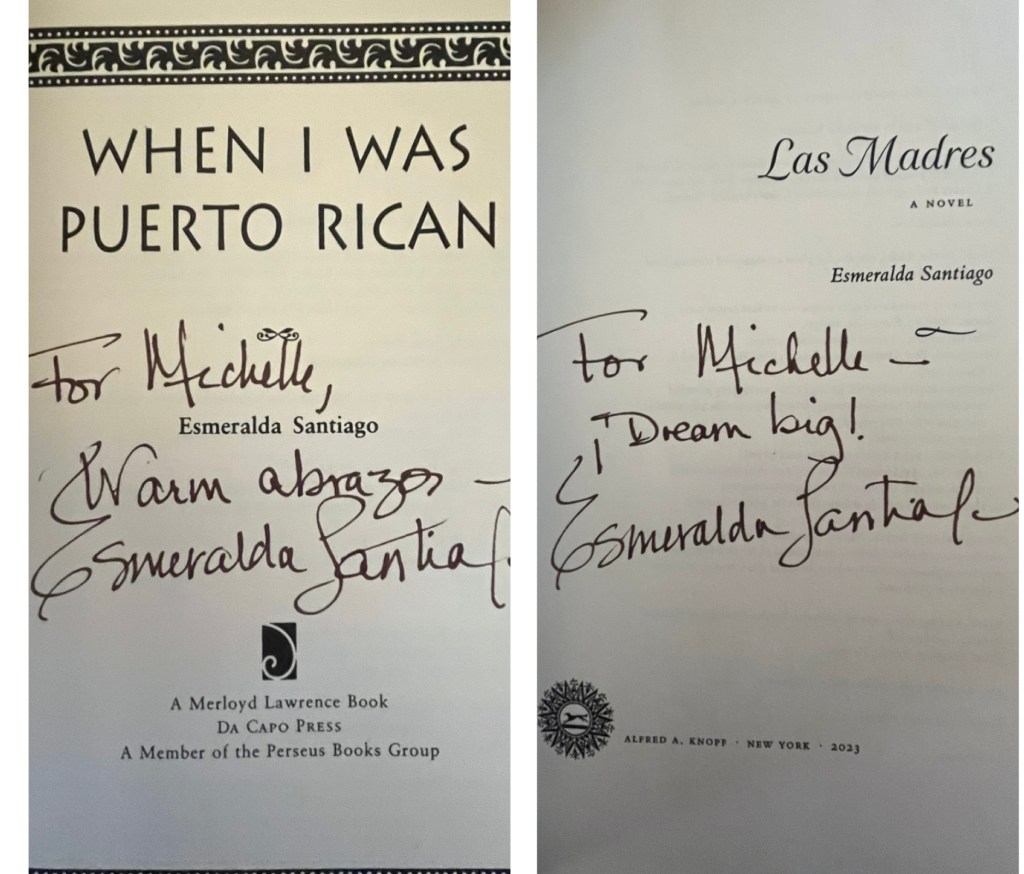 WHEN I WAS
PUERTO RICAN
For Michelle,
Esmeralda Santiago
Warm abrazos —
Esmeralda Santiago
A Merloyd Lawrence Book
DA CAPO PRESS
A Member of the Perseus Books Group
Las Madres
A NOVEL
Esmeralda Santiago
For Michelle —
¡Dream big!
Esmeralda Santiago
ALFRED A. KNOPF · NEW YORK · 2023